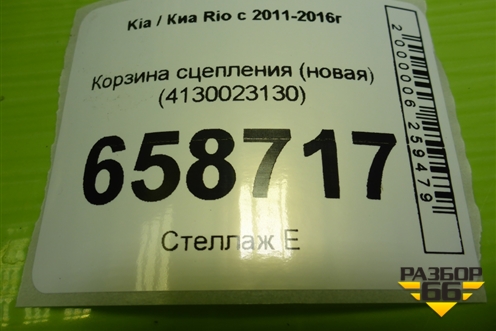 Kia / Киа Rio с 2011-2016г
Корзина сцепления (новая)
(4130023130)
658717
Стеллаж Е
2000006259479
РАЗБОР
66